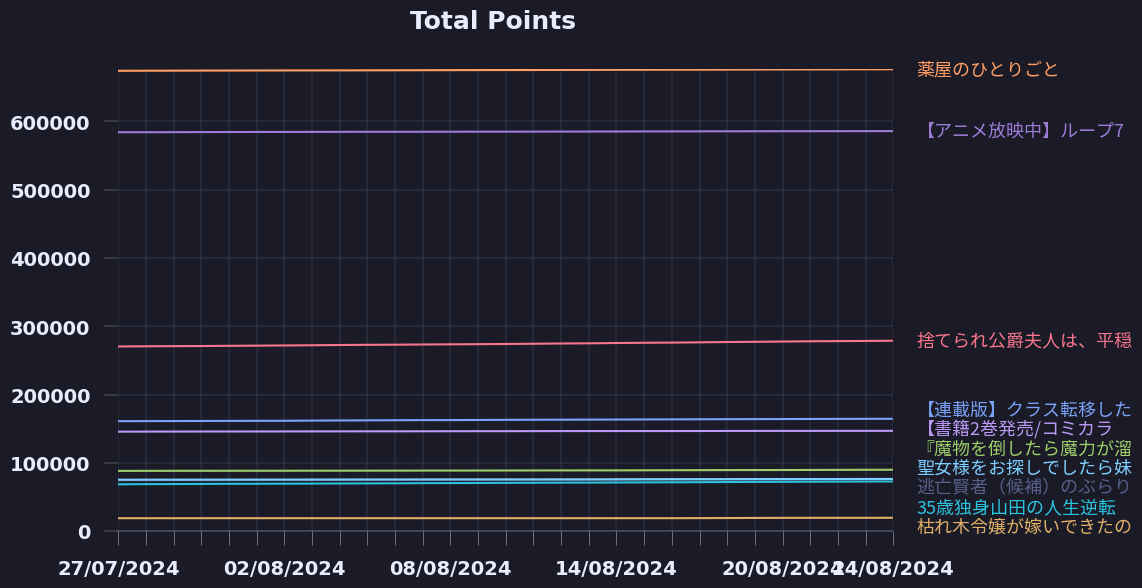 Total Points
薬屋のひとりごと
600000
【アニメ放映中】ループ7
500000
400000
300000
捨てられ公爵夫人は、平穏
200000
【連載版】クラス転移した
【書籍2巻発売/コミカラ
『魔物を倒したら魔力が溜
100000
聖女様をお探しでしたら妹
逃亡賢者（候補）のぶらり
35歳独身山田の人生逆転
枯れ木令嬢が嫁いできたの
0
27/07/2024
02/08/2024
08/08/2024
14/08/2024
20/08/2024
24/08/2024